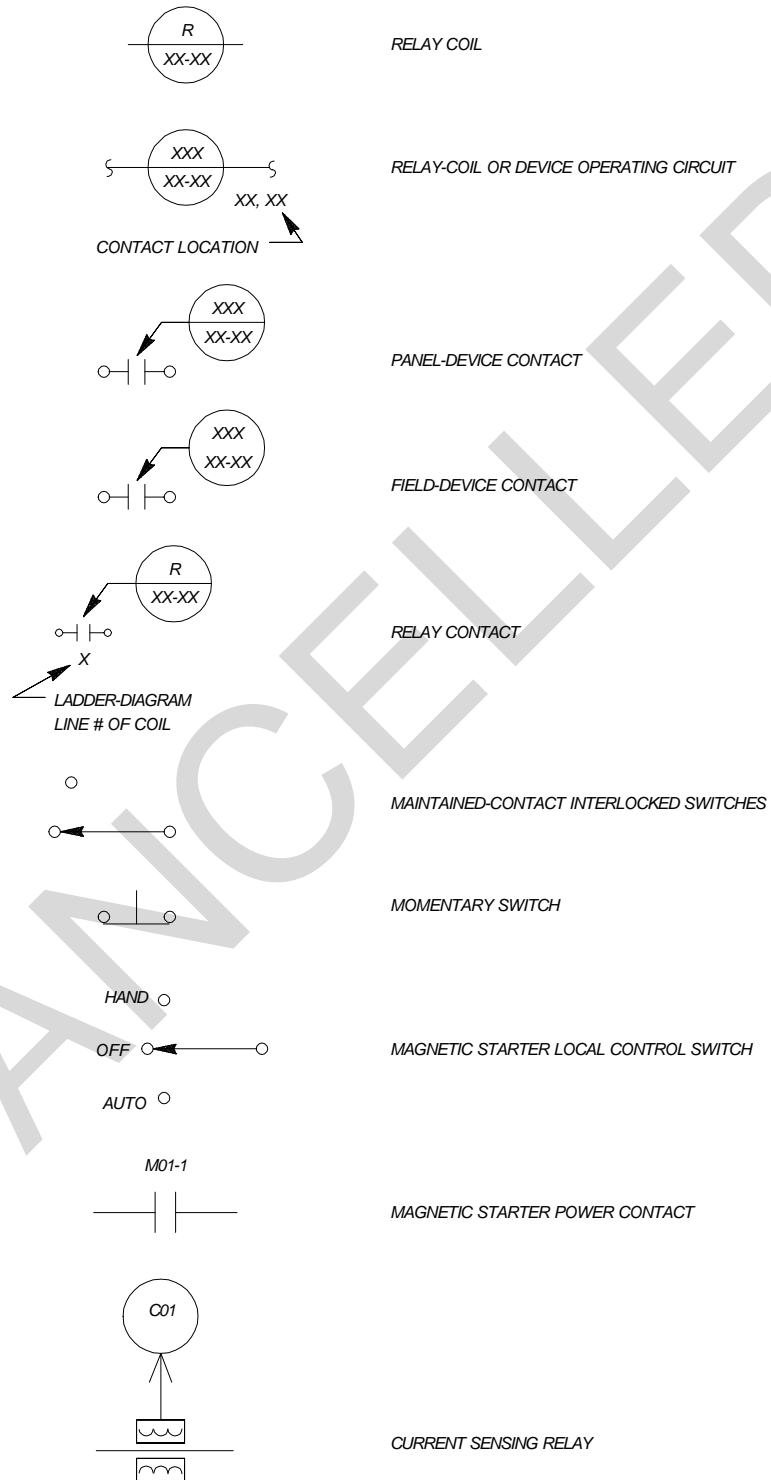 R
XX-XX
RELAY COIL
XXX
XX-XX
XX, XX
RELAY-COIL OR DEVICE OPERATING CIRCUIT
CONTACT LOCATION
XXX
XX-XX
PANEL-DEVICE CONTACT
XXX
XX-XX
FIELD-DEVICE CONTACT
R
XX-XX
RELAY CONTACT
X
LADDER-DIAGRAM
LINE # OF COIL
MAINTAINED-CONTACT INTERLOCKED SWITCHES
MOMENTARY SWITCH
HAND
OFF
MAGNETIC STARTER LOCAL CONTROL SWITCH
AUTO
M01-1
MAGNETIC STARTER POWER CONTACT
C01
CURRENT SENSING RELAY
ANCELLED